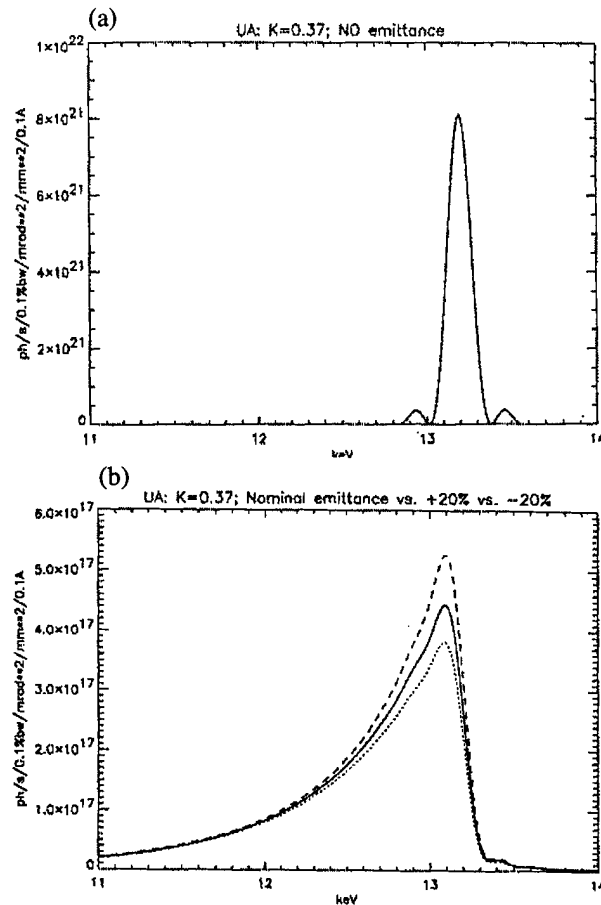 (a)
UA: K=0.37; NO emittance
1×10²²
8×10²¹
6×10²¹
4×10²¹
2×10²¹
0
ph/s/0.1%bw/mrad**2/mm**2/0.1A
11
12
13
14
keV
(b)
UA: K=0.37; Nominal emittance vs. +20% vs. −20%
6.0×10¹⁷
5.0×10¹⁷
4.0×10¹⁷
3.0×10¹⁷
2.0×10¹⁷
1.0×10¹⁷
0
ph/s/0.1%bw/mrad**2/mm**2/0.1A
11
12
13
14
keV